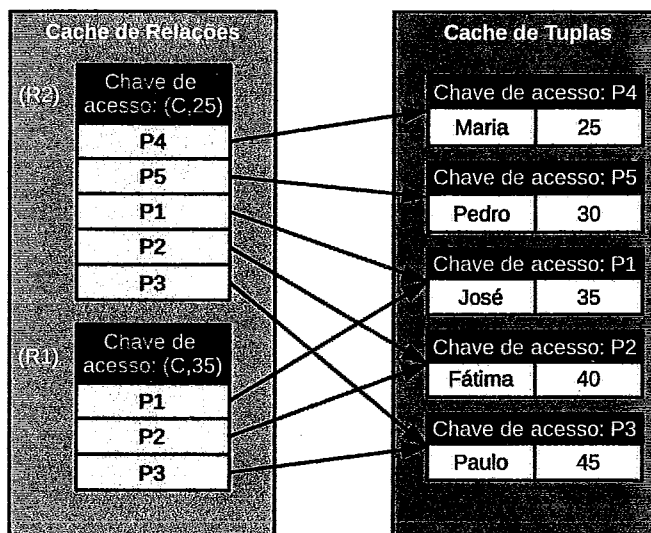 Cache de Relações
(R2)
Chave de
acesso: (C,25)
P4
P5
P1
P2
P3
(R1)
Chave de
acesso: (C,35)
P1
P2
P3
Cache de Tuplas
Chave de acesso: P4
Maria 25
Chave de acesso: P5
Pedro 30
Chave de acesso: P1
José 35
Chave de acesso: P2
Fátima 40
Chave de acesso: P3
Paulo 45